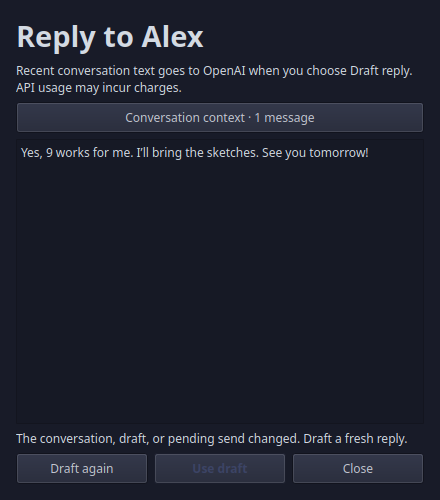 Reply to Alex
Recent conversation text goes to OpenAI when you choose Draft reply.
API usage may incur charges.
Conversation context · 1 message
Yes, 9 works for me. I'll bring the sketches. See you tomorrow!
The conversation, draft, or pending send changed. Draft a fresh reply.
Draft again
Use draft
Close